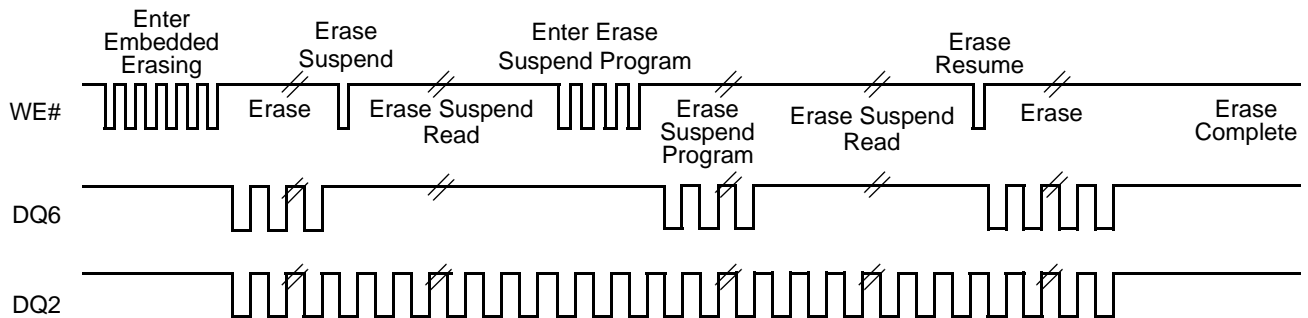 Enter
Embedded
Erasing
Erase
Suspend
Enter Erase
Suspend Program
Erase
Resume
WE#
Erase
Erase Suspend
Read
Erase
Suspend
Program
Erase Suspend
Read
Erase
Erase
Complete
DQ6
DQ2